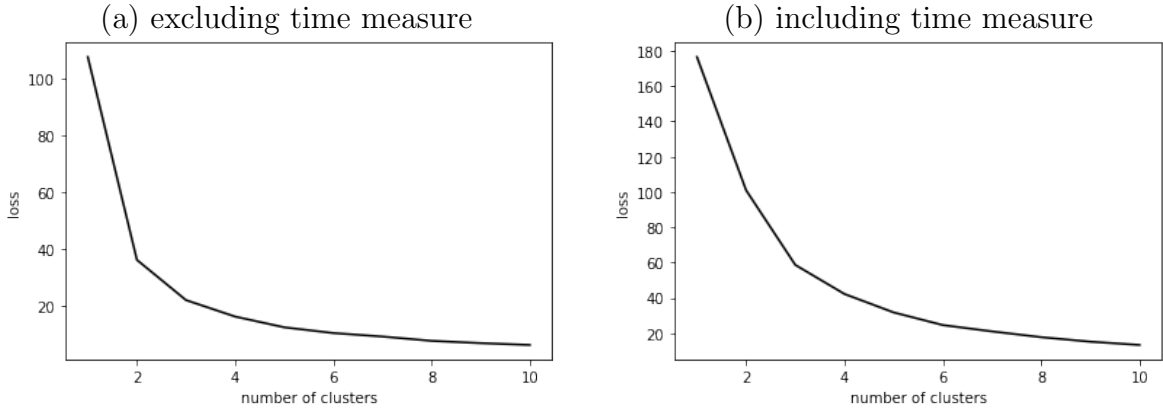 (a) excluding time measure
100
80
60
40
20
loss
2 4 6 8 10
number of clusters
(b) including time measure
180
160
140
120
100
80
60
40
20
loss
2 4 6 8 10
number of clusters